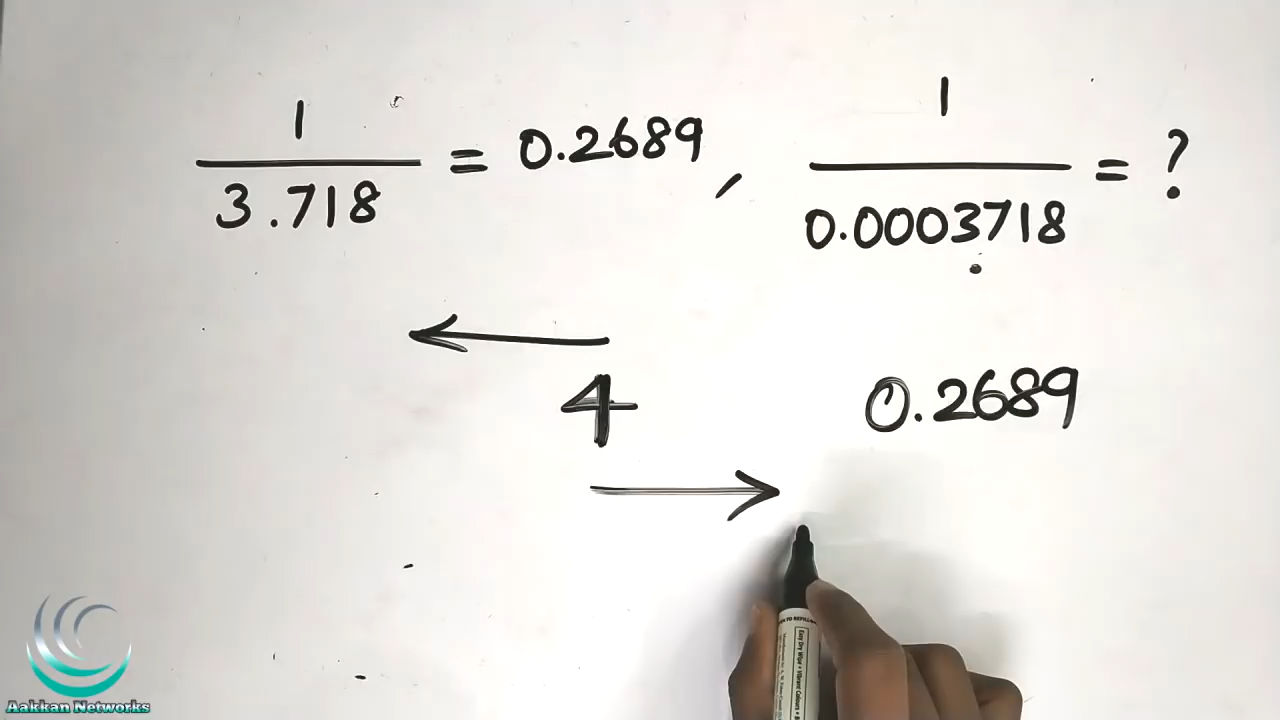 1/3.718 = 0.2689, 1/0.0003718 = ?
4
0.2689
Aakkan Networks